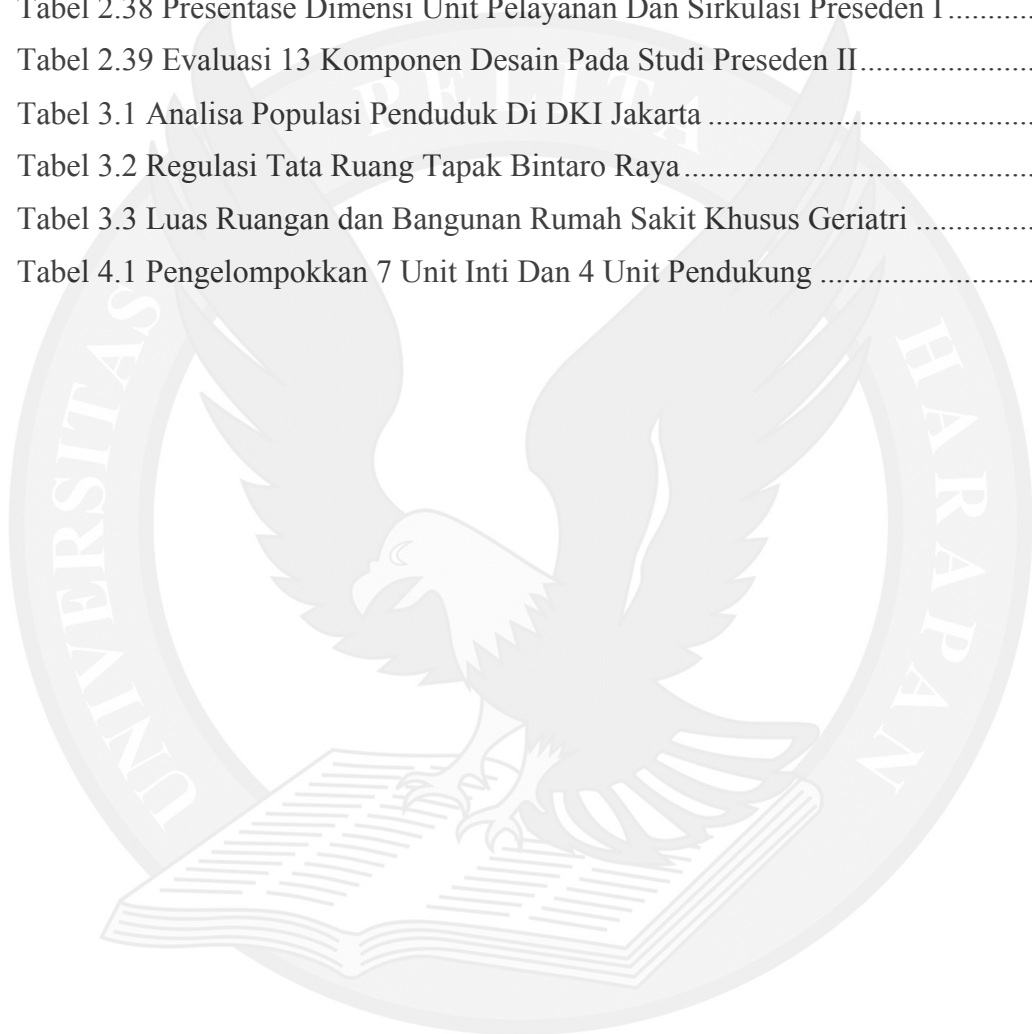 Tabel 2.38 Presentase Dimensi Unit Pelayanan Dan Sirkulasi Preseden I..........
Tabel 2.39 Evaluasi 13 Komponen Desain Pada Studi Preseden II....................
Tabel 3.1 Analisa Populasi Penduduk Di DKI Jakarta ......................................
Tabel 3.2 Regulasi Tata Ruang Tapak Bintaro Raya.........................................
Tabel 3.3 Luas Ruangan dan Bangunan Rumah Sakit Khusus Geriatri .............
Tabel 4.1 Pengelompokkan 7 Unit Inti Dan 4 Unit Pendukung .........................
UNIVERSITAS PELITA HARAPAN